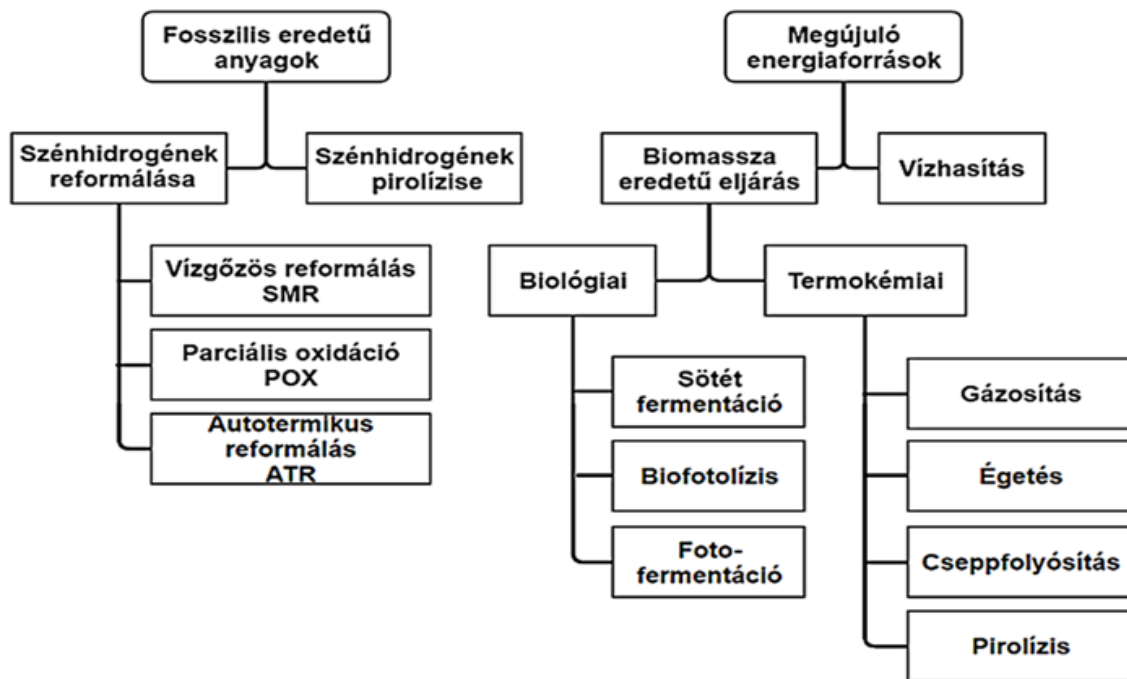 Fosszilis eredetű
anyagok
Szénhidrogének
reformálása
Szénhidrogének
pirolízise
Vízgőzös reformálás
SMR
Parciális oxidáció
POX
Autotermikus
reformálás
ATR
Megújuló
energiaforrások
Biomassza
eredetű eljárás
Vízhasítás
Biológiai
Termokémiai
Sötét
fermentáció
Biofotolízis
Foto-
fermentáció
Gázosítás
Égetés
Cseppfolyósítás
Pirolízis